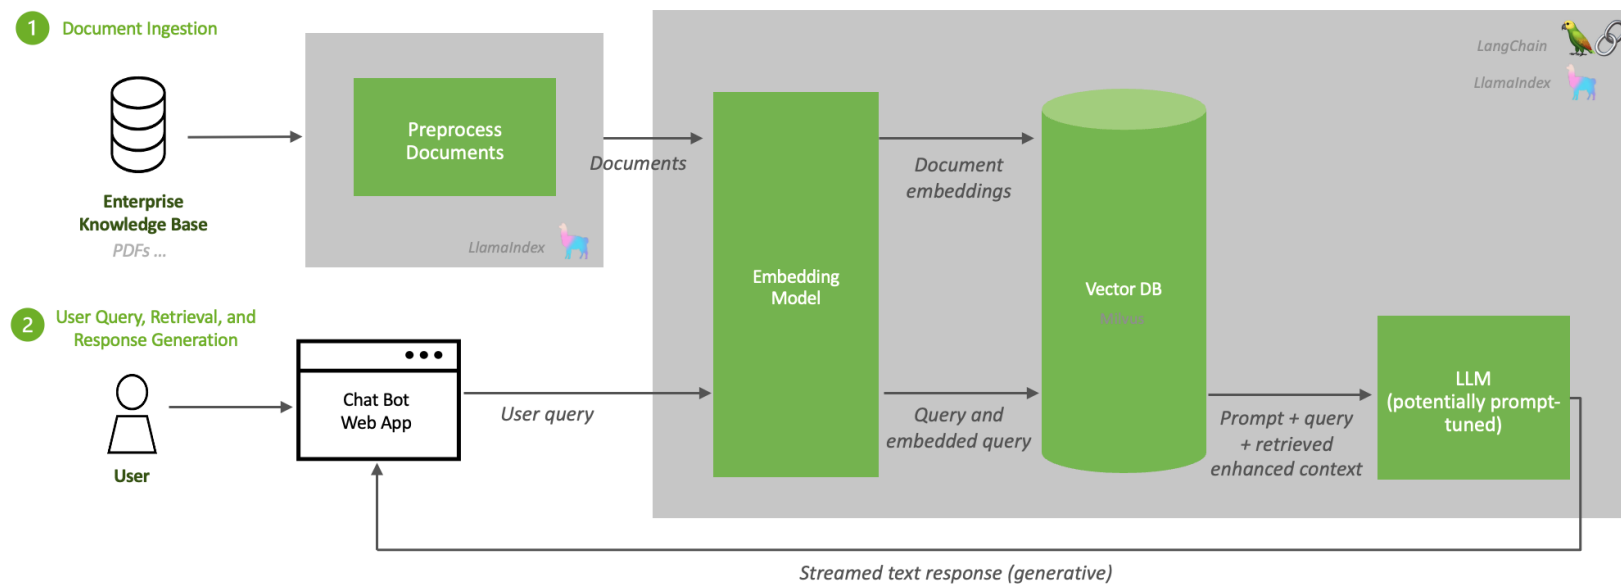 1
Document Ingestion
LangChain
LlamaIndex
Preprocess
Documents
Documents
Document
embeddings
Enterprise
Knowledge Base
PDFs ...
LlamaIndex
Embedding
Model
Vector DB
Milvus
2
User Query, Retrieval, and
Response Generation
Chat Bot
Web App
User query
Query and
embedded query
Prompt + query
+ retrieved
enhanced context
LLM
(potentially prompt-
tuned)
User
Streamed text response (generative)